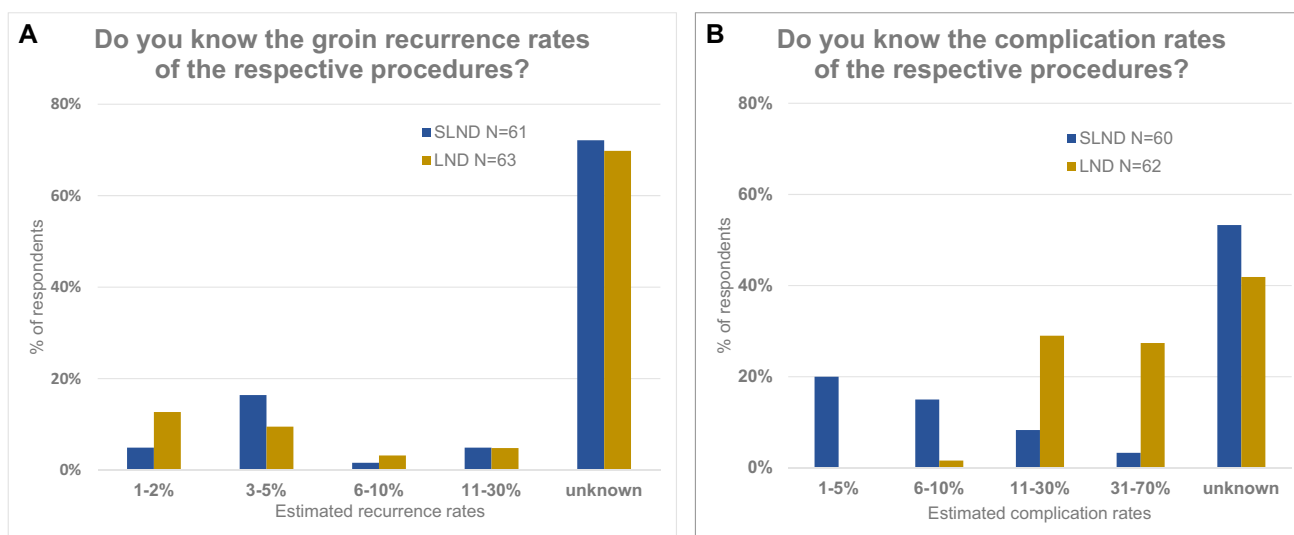 A
Do you know the groin recurrence rates
of the respective procedures?
80%
60%
40%
20%
0%
% of respondents
SLND N=61
LND N=63
1-2% 3-5% 6-10% 11-30% unknown
Estimated recurrence rates
B
Do you know the complication rates
of the respective procedures?
80%
60%
40%
20%
0%
% of respondents
SLND N=60
LND N=62
1-5% 6-10% 11-30% 31-70% unknown
Estimated complication rates